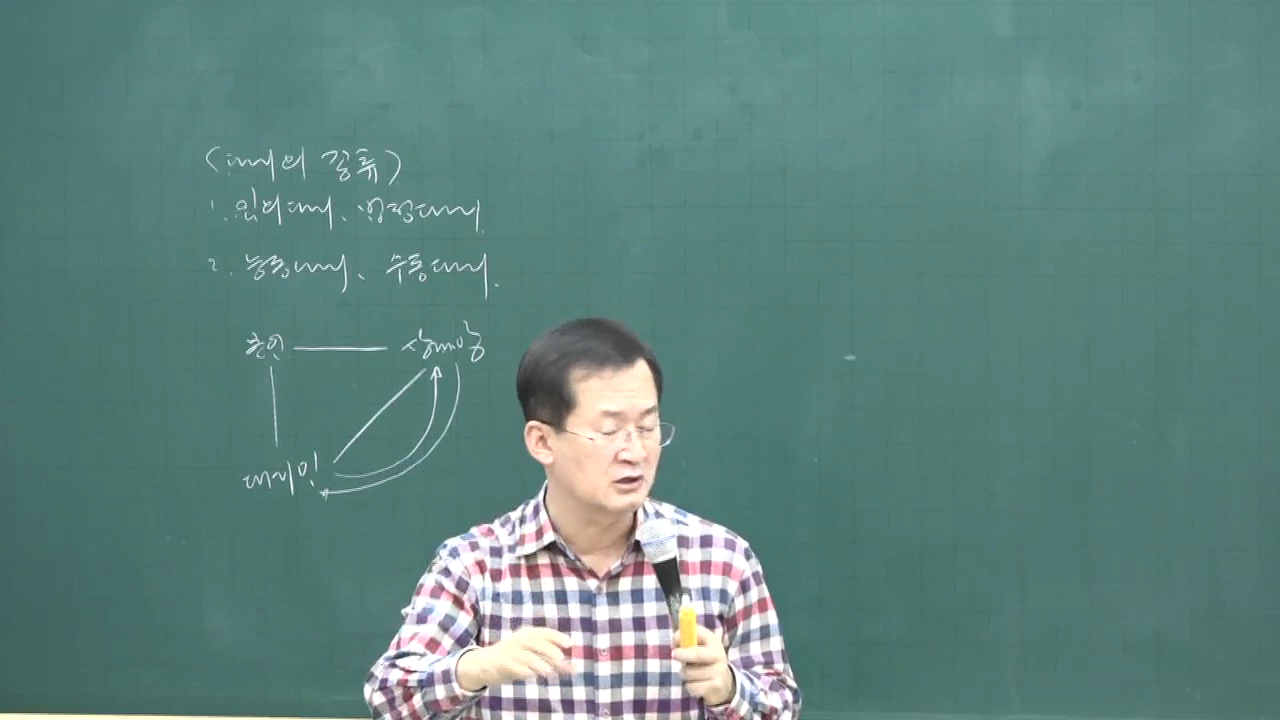 (대리의 종류)
1. 임의대리、법정대리.
2. 능동대리、수동대리.
본인 상대방
대리인